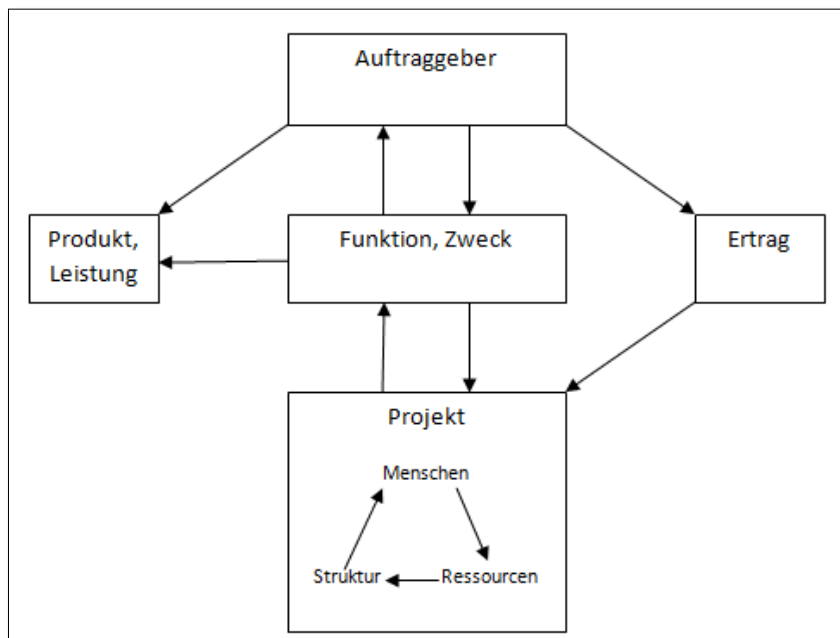 Auftraggeber
Produkt,
Leistung
Funktion, Zweck
Ertrag
Projekt
Menschen
Struktur
Ressourcen